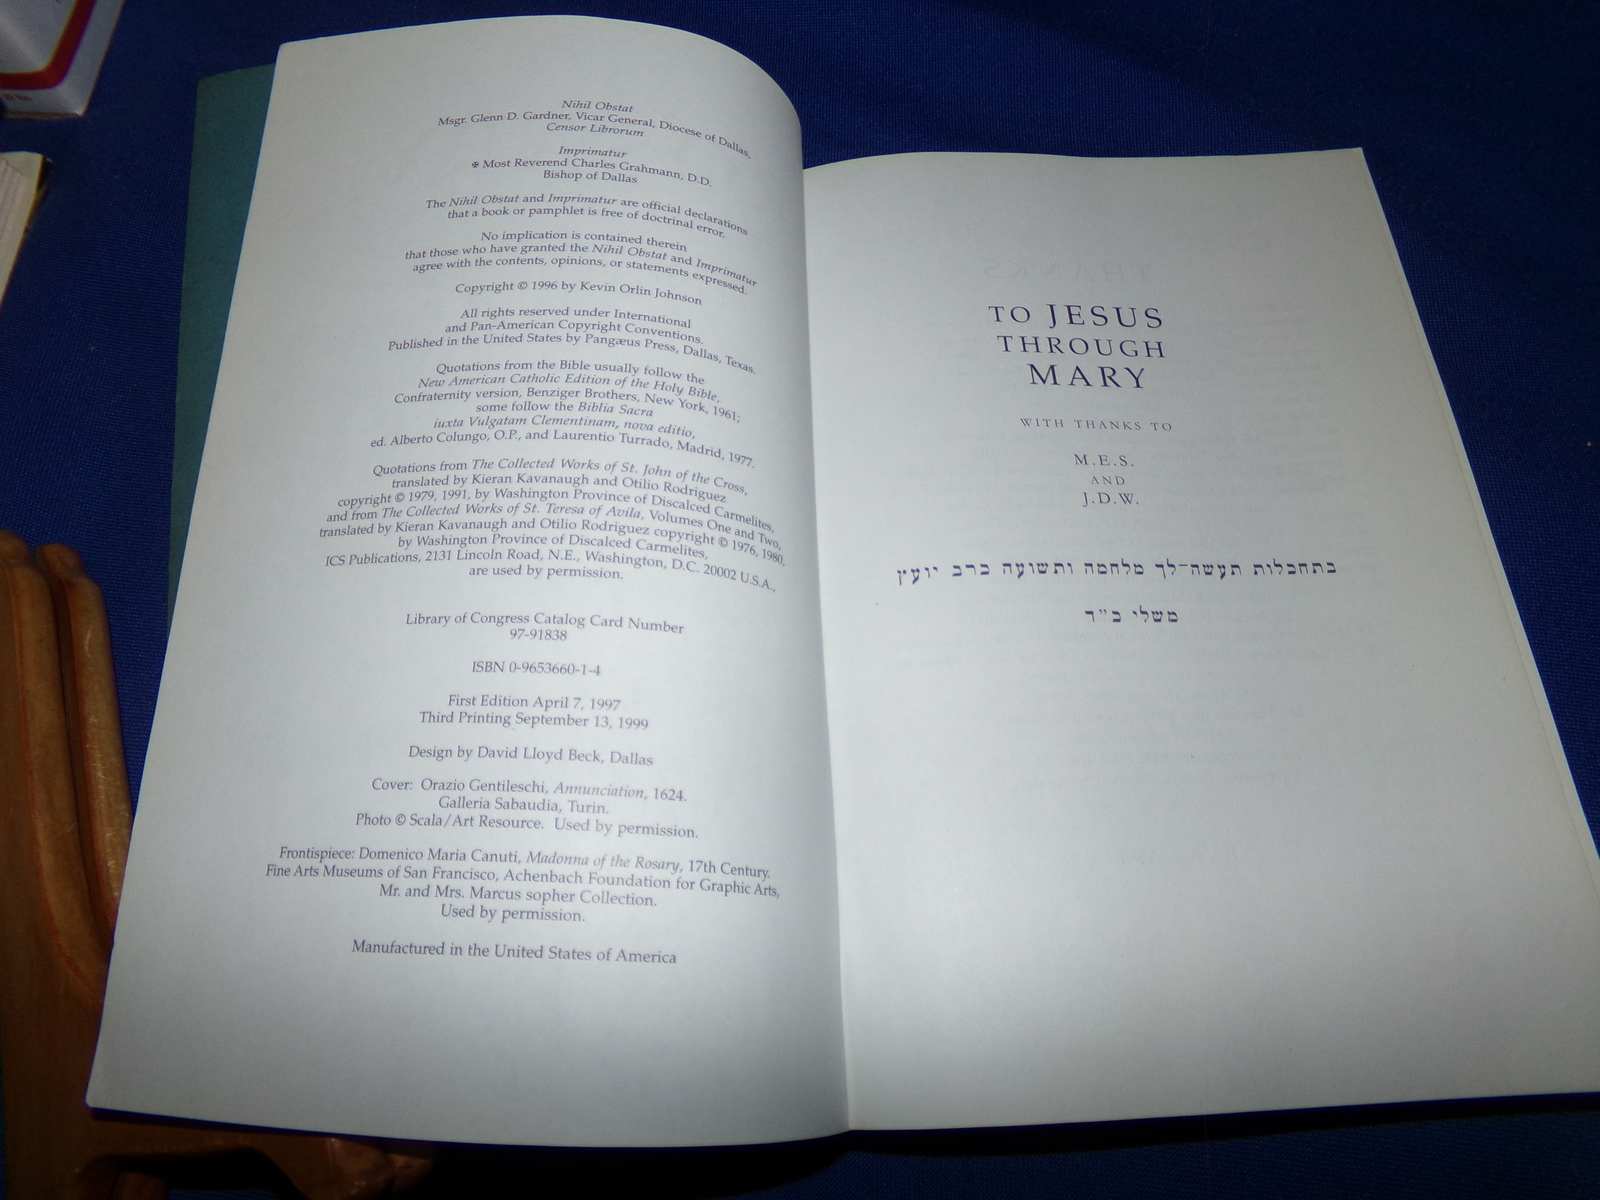 Nihil Obstat
Msgr. Glenn D. Gardner, Vicar General, Diocese of Dallas,
Censor Librorum
Imprimatur
✠ Most Reverend Charles Grahmann, D.D.
Bishop of Dallas
The Nihil Obstat and Imprimatur are official declarations
that a book or pamphlet is free of doctrinal error.
No implication is contained therein
that those who have granted the Nihil Obstat and Imprimatur
agree with the contents, opinions, or statements expressed.
Copyright © 1996 by Kevin Orlin Johnson
All rights reserved under International
and Pan-American Copyright Conventions.
Published in the United States by Pangæus Press, Dallas, Texas.
Quotations from the Bible usually follow the
New American Catholic Edition of the Holy Bible,
Confraternity version, Benziger Brothers, New York, 1961;
some follow the Biblia Sacra
iuxta Vulgatam Clementinam, nova editio,
ed. Alberto Colungo, O.P., and Laurentio Turrado, Madrid, 1977.
Quotations from The Collected Works of St. John of the Cross,
translated by Kieran Kavanaugh and Otilio Rodriguez
copyright © 1979, 1991, by Washington Province of Discalced Carmelites,
and from The Collected Works of St. Teresa of Avila, Volumes One and Two,
translated by Kieran Kavanaugh and Otilio Rodriguez copyright © 1976, 1980,
by Washington Province of Discalced Carmelites,
ICS Publications, 2131 Lincoln Road, N.E., Washington, D.C. 20002 U.S.A.,
are used by permission.
Library of Congress Catalog Card Number
97-91838
ISBN 0-9653660-1-4
First Edition April 7, 1997
Third Printing September 13, 1999
Design by David Lloyd Beck, Dallas
Cover: Orazio Gentileschi, Annunciation, 1624.
Galleria Sabaudia, Turin.
Photo © Scala/Art Resource. Used by permission.
Frontispiece: Domenico Maria Canuti, Madonna of the Rosary, 17th Century.
Fine Arts Museums of San Francisco, Achenbach Foundation for Graphic Arts,
Mr. and Mrs. Marcus sopher Collection.
Used by permission.
Manufactured in the United States of America
TO JESUS
THROUGH
MARY
WITH THANKS TO
M.E.S.
AND
J.D.W.
בתחבלות תעשה־לך מלחמה ותשועה ברב יועץ
משלי כ״ד